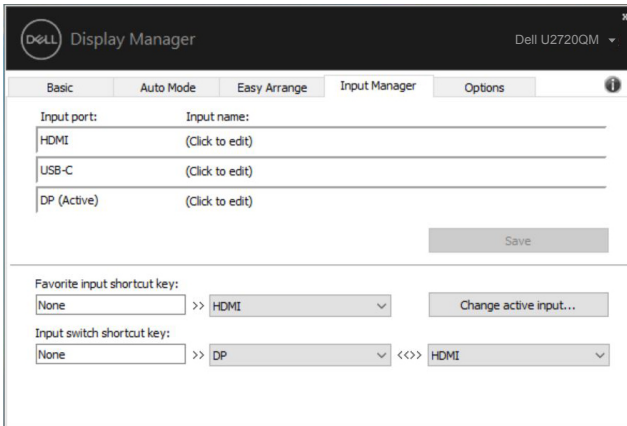 DELL Display Manager
Dell U2720QM
Basic Auto Mode Easy Arrange Input Manager Options
Input port: Input name:
HDMI (Click to edit)
USB-C (Click to edit)
DP (Active) (Click to edit)
Save
Favorite input shortcut key:
None >> HDMI Change active input...
Input switch shortcut key:
None >> DP <<>> HDMI